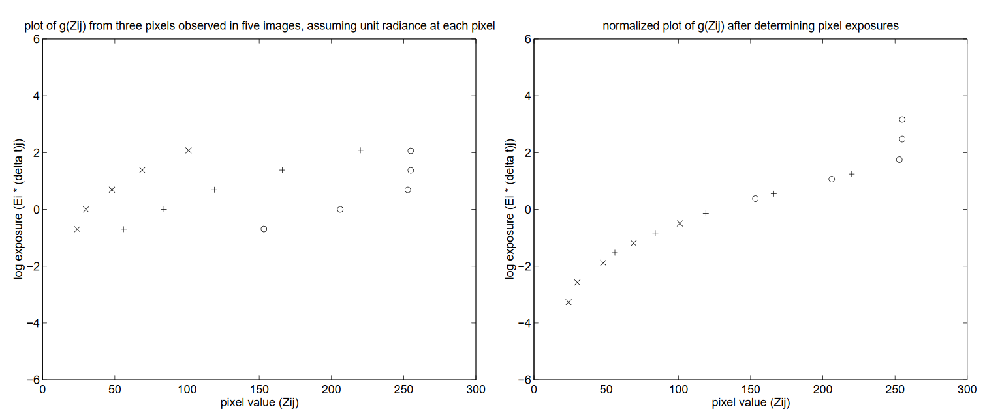 plot of g(Zij) from three pixels observed in five images, assuming unit radiance at each pixel
6
4
2
0
−2
−4
−6
log exposure (Ei * (delta t)j)
0 50 100 150 200 250 300
pixel value (Zij)
normalized plot of g(Zij) after determining pixel exposures
6
4
2
0
−2
−4
−6
log exposure (Ei * (delta t)j)
0 50 100 150 200 250 300
pixel value (Zij)